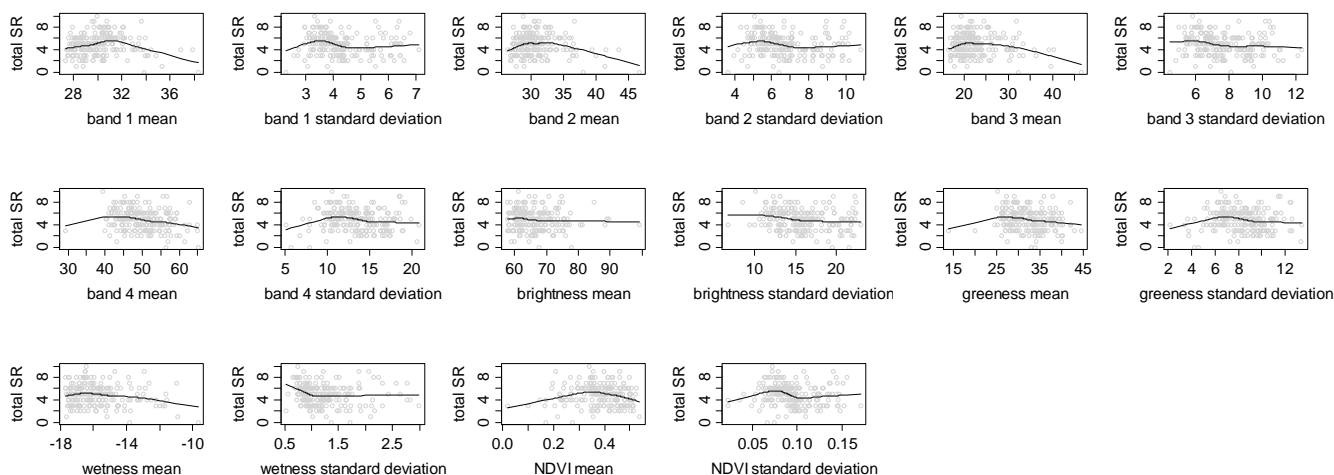 total SR
0 4 8
28 32 36
band 1 mean
total SR
0 4 8
3 4 5 6 7
band 1 standard deviation
total SR
0 4 8
30 35 40 45
band 2 mean
total SR
0 4 8
4 6 8 10
band 2 standard deviation
total SR
0 4 8
20 30 40
band 3 mean
total SR
0 4 8
6 8 10 12
band 3 standard deviation
total SR
0 4 8
30 40 50 60
band 4 mean
total SR
0 4 8
5 10 15 20
band 4 standard deviation
total SR
0 4 8
60 70 80 90
brightness mean
total SR
0 4 8
10 15 20
brightness standard deviation
total SR
0 4 8
15 25 35 45
greeness mean
total SR
0 4 8
2 4 6 8 12
greeness standard deviation
total SR
0 4 8
-18 -14 -10
wetness mean
total SR
0 4 8
0.5 1.5 2.5
wetness standard deviation
total SR
0 4 8
0.0 0.2 0.4
NDVI mean
total SR
0 4 8
0.05 0.10 0.15
NDVI standard deviation